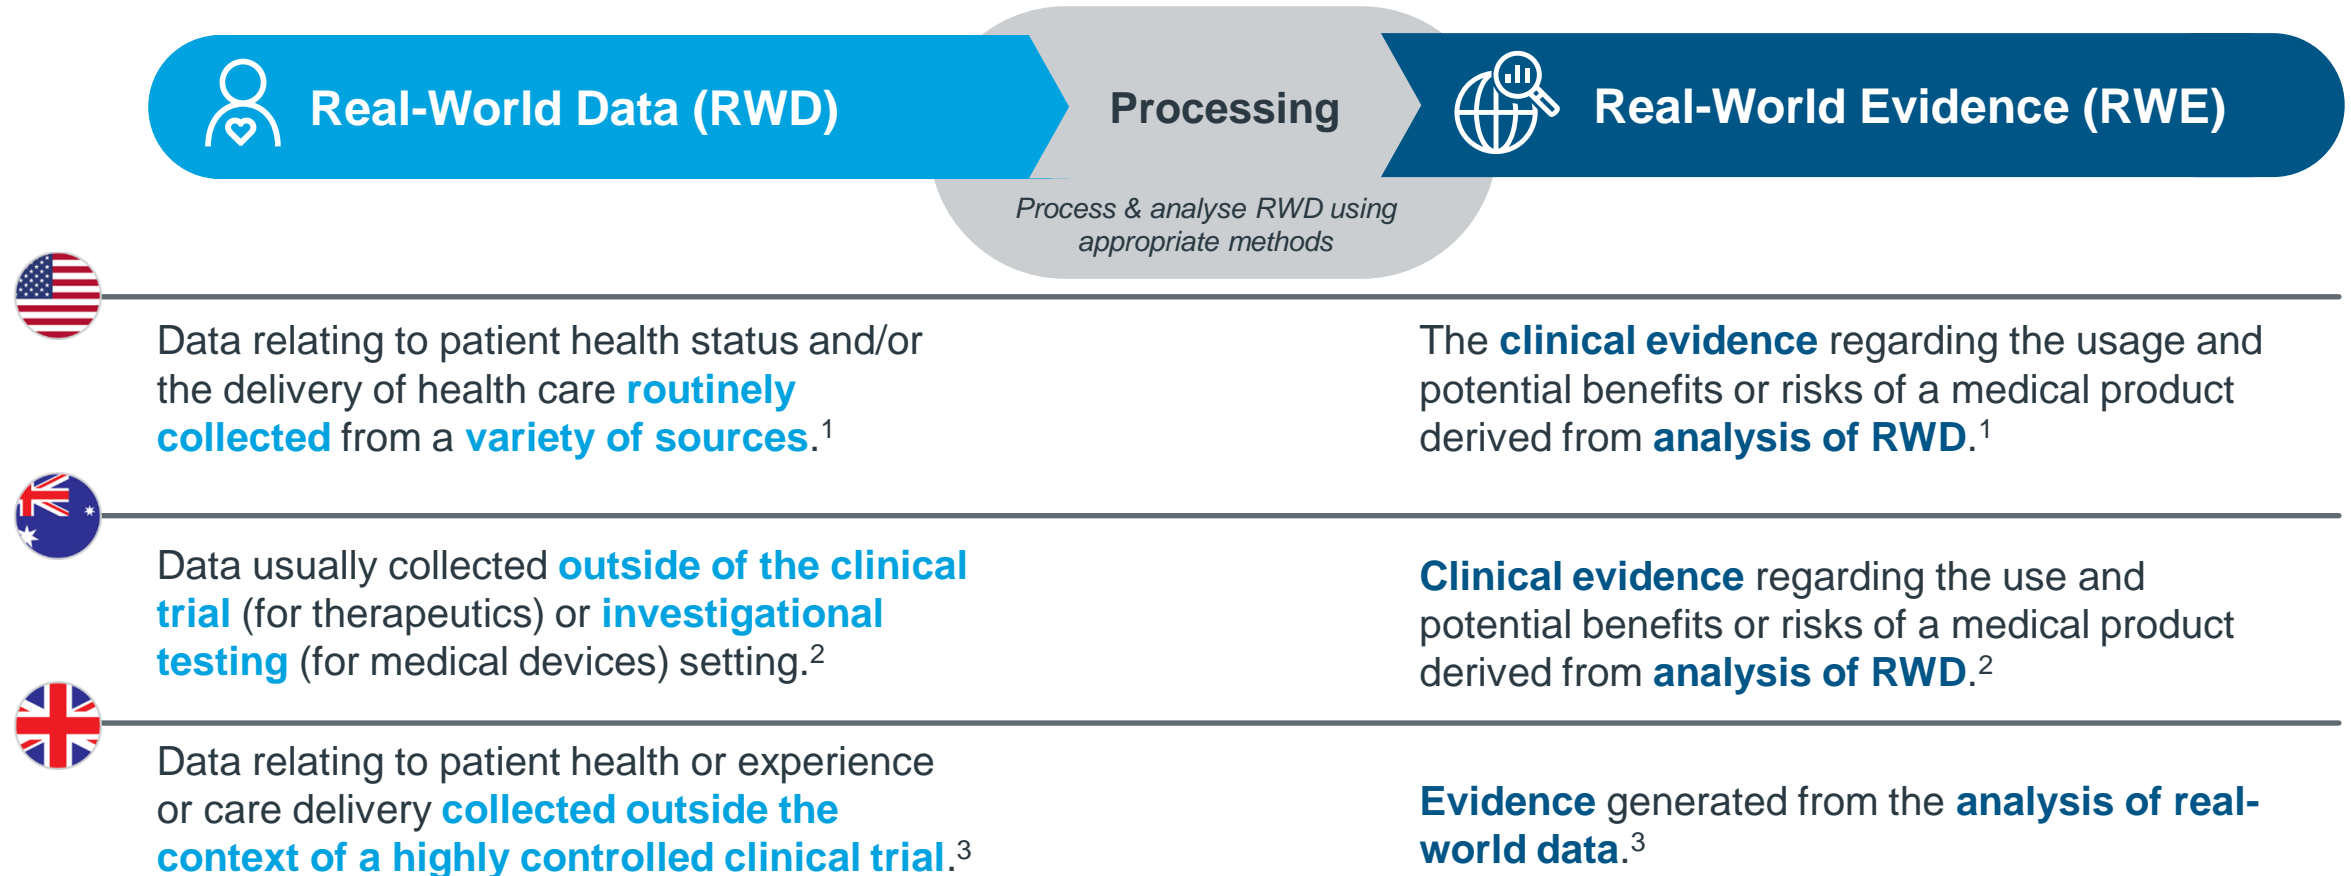 Real-World Data (RWD)
Processing
Real-World Evidence (RWE)
Process & analyse RWD using
appropriate methods
Data relating to patient health status and/or
the delivery of health care routinely
collected from a variety of sources.1
The clinical evidence regarding the usage and
potential benefits or risks of a medical product
derived from analysis of RWD.1
Data usually collected outside of the clinical
trial (for therapeutics) or investigational
testing (for medical devices) setting.2
Clinical evidence regarding the use and
potential benefits or risks of a medical product
derived from analysis of RWD.2
Data relating to patient health or experience
or care delivery collected outside the
context of a highly controlled clinical trial.3
Evidence generated from the analysis of real-
world data.3